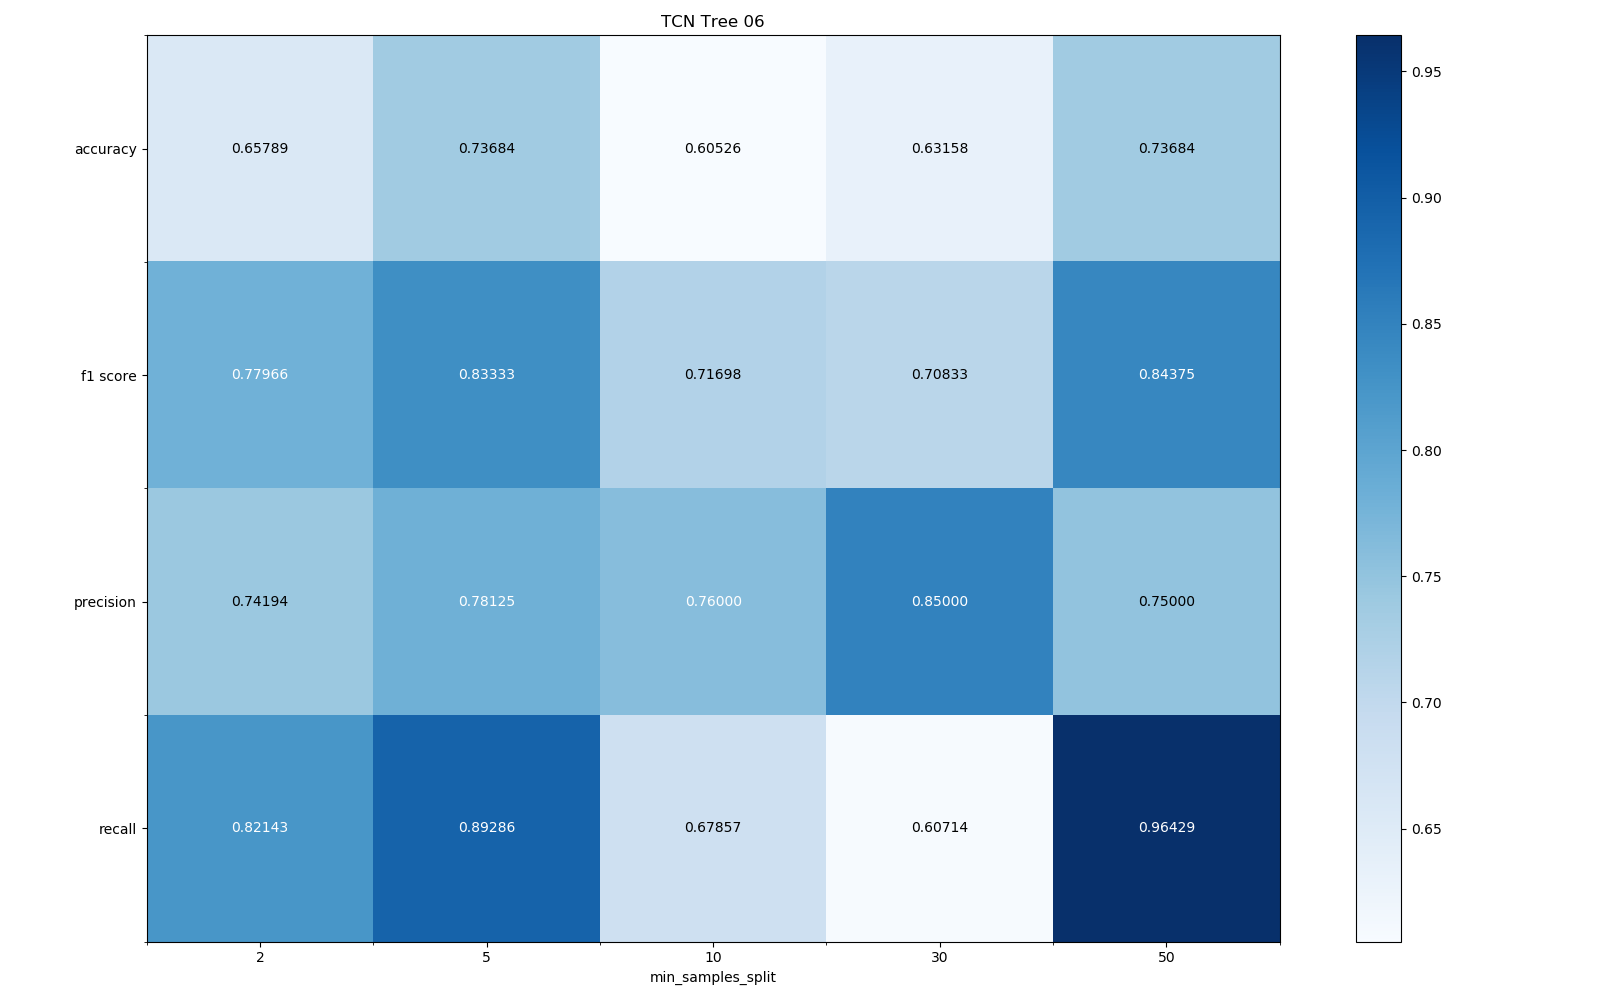 TCN Tree 06
accuracy 0.65789 0.73684 0.60526 0.63158 0.73684
f1 score 0.77966 0.83333 0.71698 0.70833 0.84375
precision 0.74194 0.78125 0.76000 0.85000 0.75000
recall 0.82143 0.89286 0.67857 0.60714 0.96429
2 5 10 30 50
min_samples_split
0.95
0.90
0.85
0.80
0.75
0.70
0.65